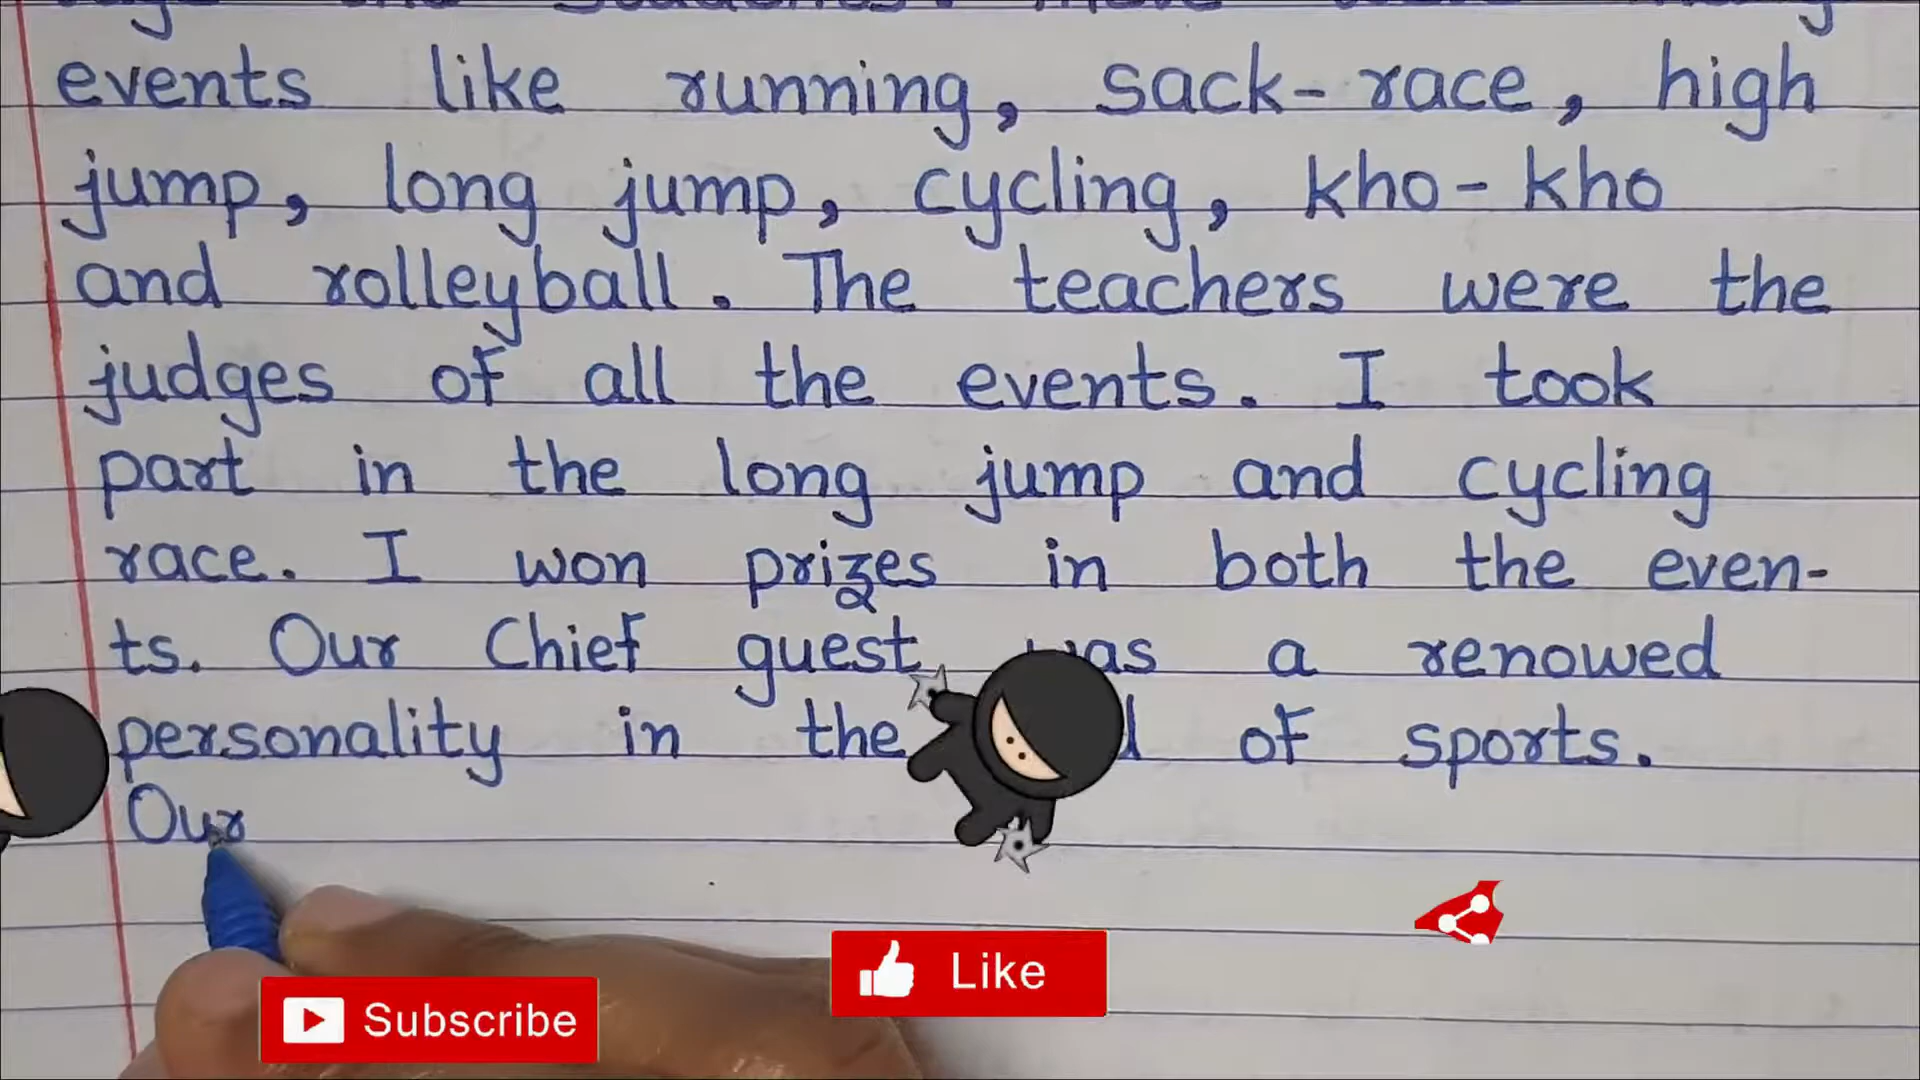 events like running, sack-race, high
jump, long jump, cycling, kho-kho
and rolleyball. The teachers were the
judges of all the events. I took
part in the long jump and cycling
race. I won prizes in both the even-
ts. Our Chief guest was a renowed
personality in the of sports.
Our
Like
Subscribe